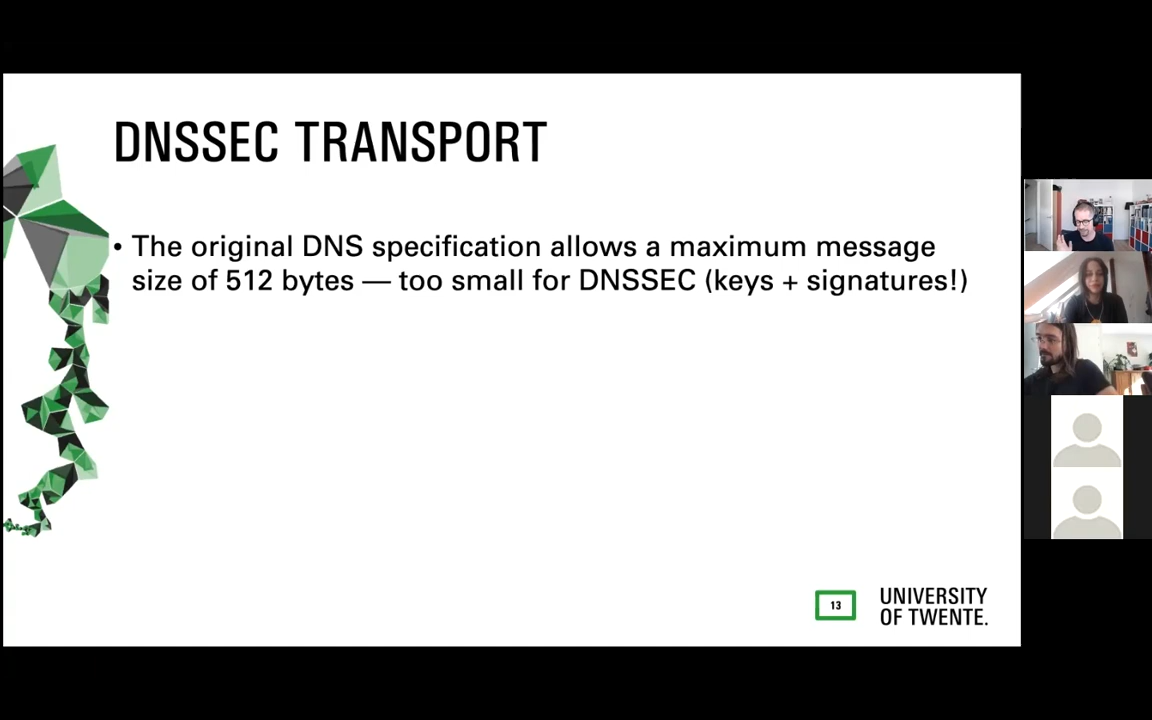 DNSSEC TRANSPORT
• The original DNS specification allows a maximum message
size of 512 bytes — too small for DNSSEC (keys + signatures!)
13
UNIVERSITY
OF TWENTE.